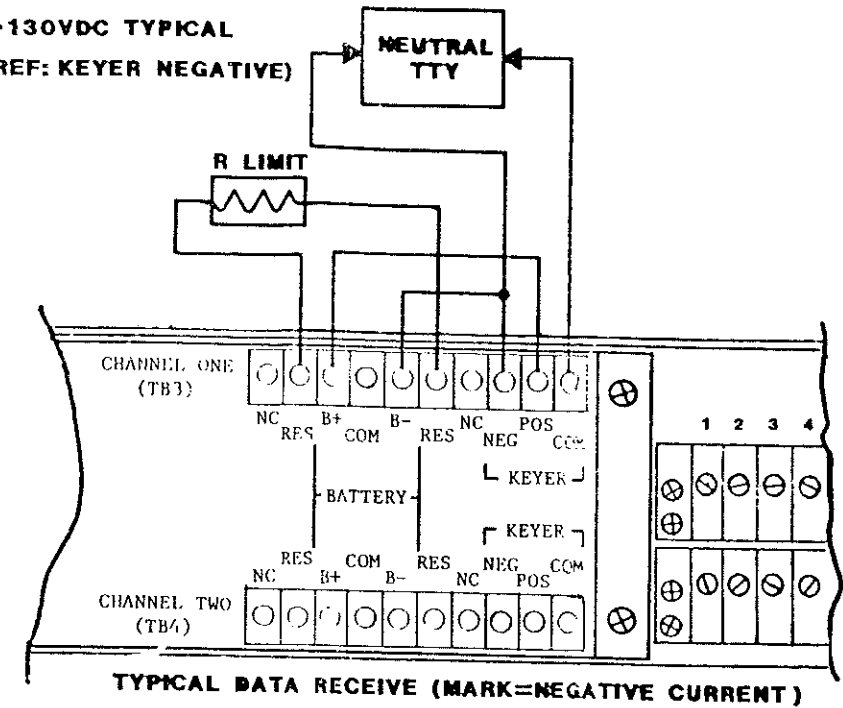 -130VDC TYPICAL
REF: KEYER NEGATIVE)
NEUTRAL
TTY
R LIMIT
CHANNEL ONE
(TB3)
NC RES B+ COM B- RES NC NEG POS COM
KEYER
BATTERY
KEYER
NC RES B+ COM B- RES NC NEG POS COM
CHANNEL TWO
(TB4)
1 2 3 4
TYPICAL DATA RECEIVE (MARK=NEGATIVE CURRENT)